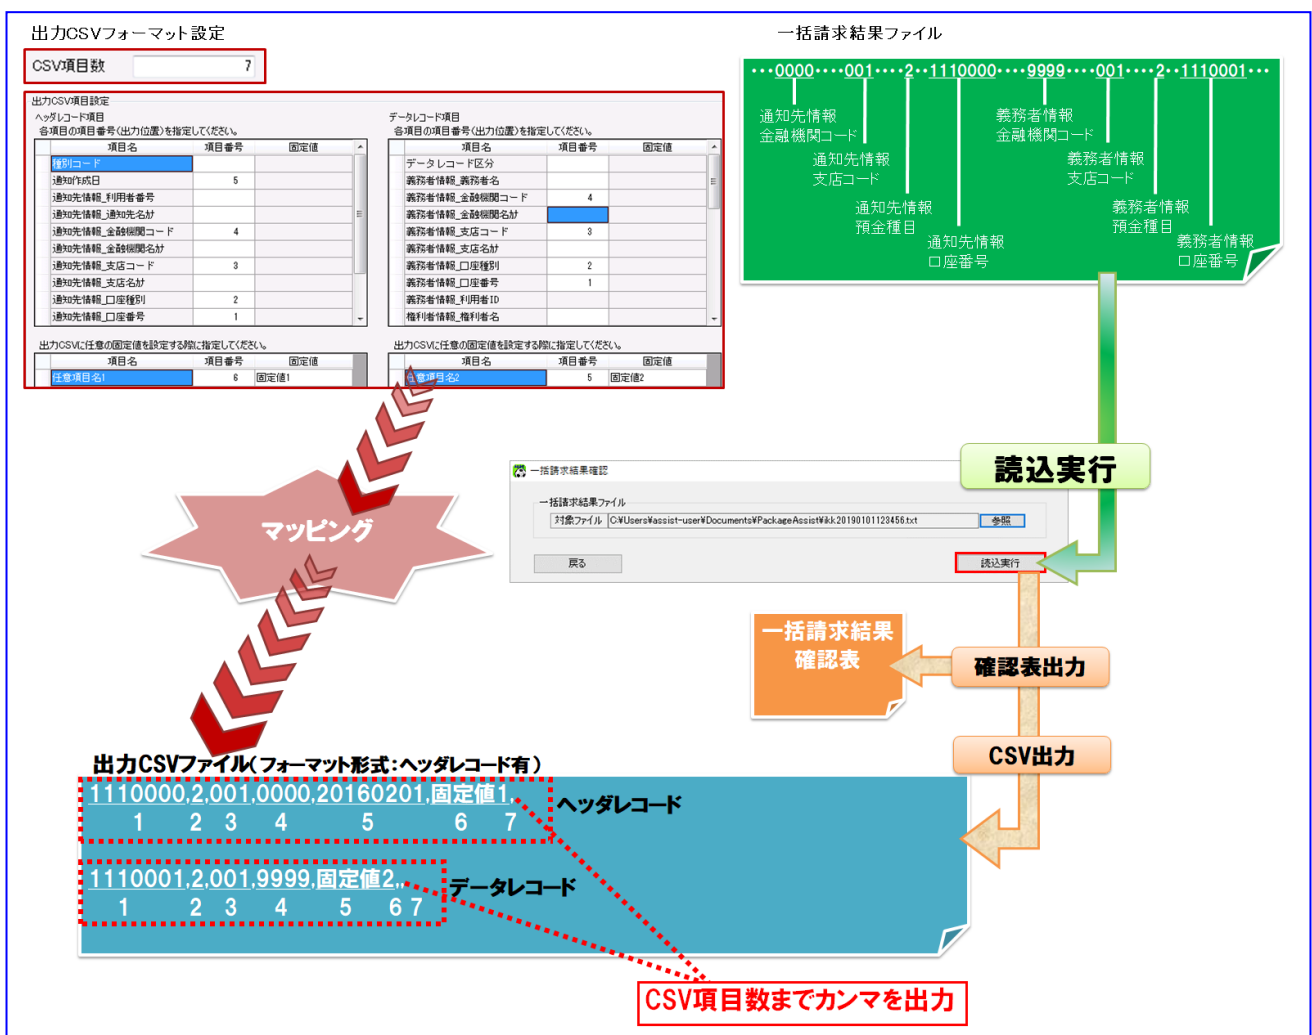 出力CSVフォーマット設定
CSV項目数 7
出力CSV項目設定
ヘッダレコード項目
各項目の項目番号(出力位置)を指定してください。
項目名 項目番号 固定値
種別コード
通知作成日 5
通知先情報_利用者番号
通知先情報_通知先名カナ
通知先情報_金融機関コード 4
通知先情報_金融機関名カナ
通知先情報_支店コード 3
通知先情報_支店名カナ
通知先情報_口座種別 2
通知先情報_口座番号 1
出力CSVに任意の固定値を設定する際に指定してください。
項目名 項目番号 固定値
任意項目名1 6 固定値1
データレコード項目
各項目の項目番号(出力位置)を指定してください。
項目名 項目番号 固定値
データレコード区分
義務者情報_義務者名
義務者情報_金融機関コード 4
義務者情報_金融機関名カナ
義務者情報_支店コード 3
義務者情報_支店名カナ
義務者情報_口座種別 2
義務者情報_口座番号 1
義務者情報_利用者ID
権利者情報_権利者名
出力CSVに任意の固定値を設定する際に指定してください。
項目名 項目番号 固定値
任意項目名2 5 固定値2
一括請求結果ファイル
・・・0000・・・・001・・・・2・・1110000・・・・9999・・・・001・・・・2・・1110001・・・
通知先情報
金融機関コード
通知先情報
支店コード
通知先情報
預金種目
通知先情報
口座番号
義務者情報
金融機関コード
義務者情報
支店コード
義務者情報
預金種目
義務者情報
口座番号
読込実行
マッピング
一括請求結果確認
一括請求結果ファイル
対象ファイル C:¥Users¥assist-user¥Documents¥PackageAssist¥ikk20190101123456.txt 参照
戻る 読込実行
一括請求結果
確認表
確認表出力
CSV出力
出力CSVファイル(フォーマット形式:ヘッダレコード有)
1110000,2,001,0000,20160201,固定値1,
ヘッダレコード
1 2 3 4 5 6 7
1110001,2,001,9999,固定値2,,
データレコード
1 2 3 4 5 6 7
CSV項目数までカンマを出力